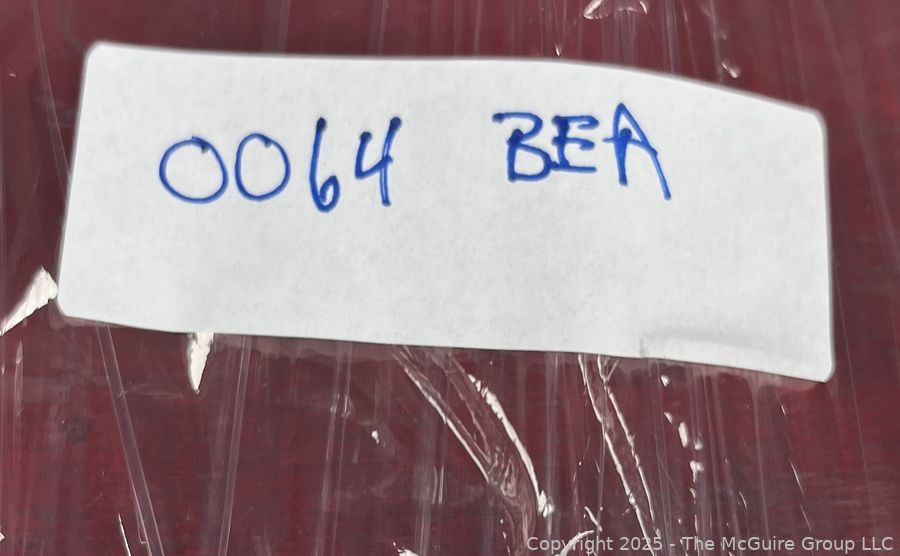 0064 BEA
Copyright 2025 - The McGuire Group LLC